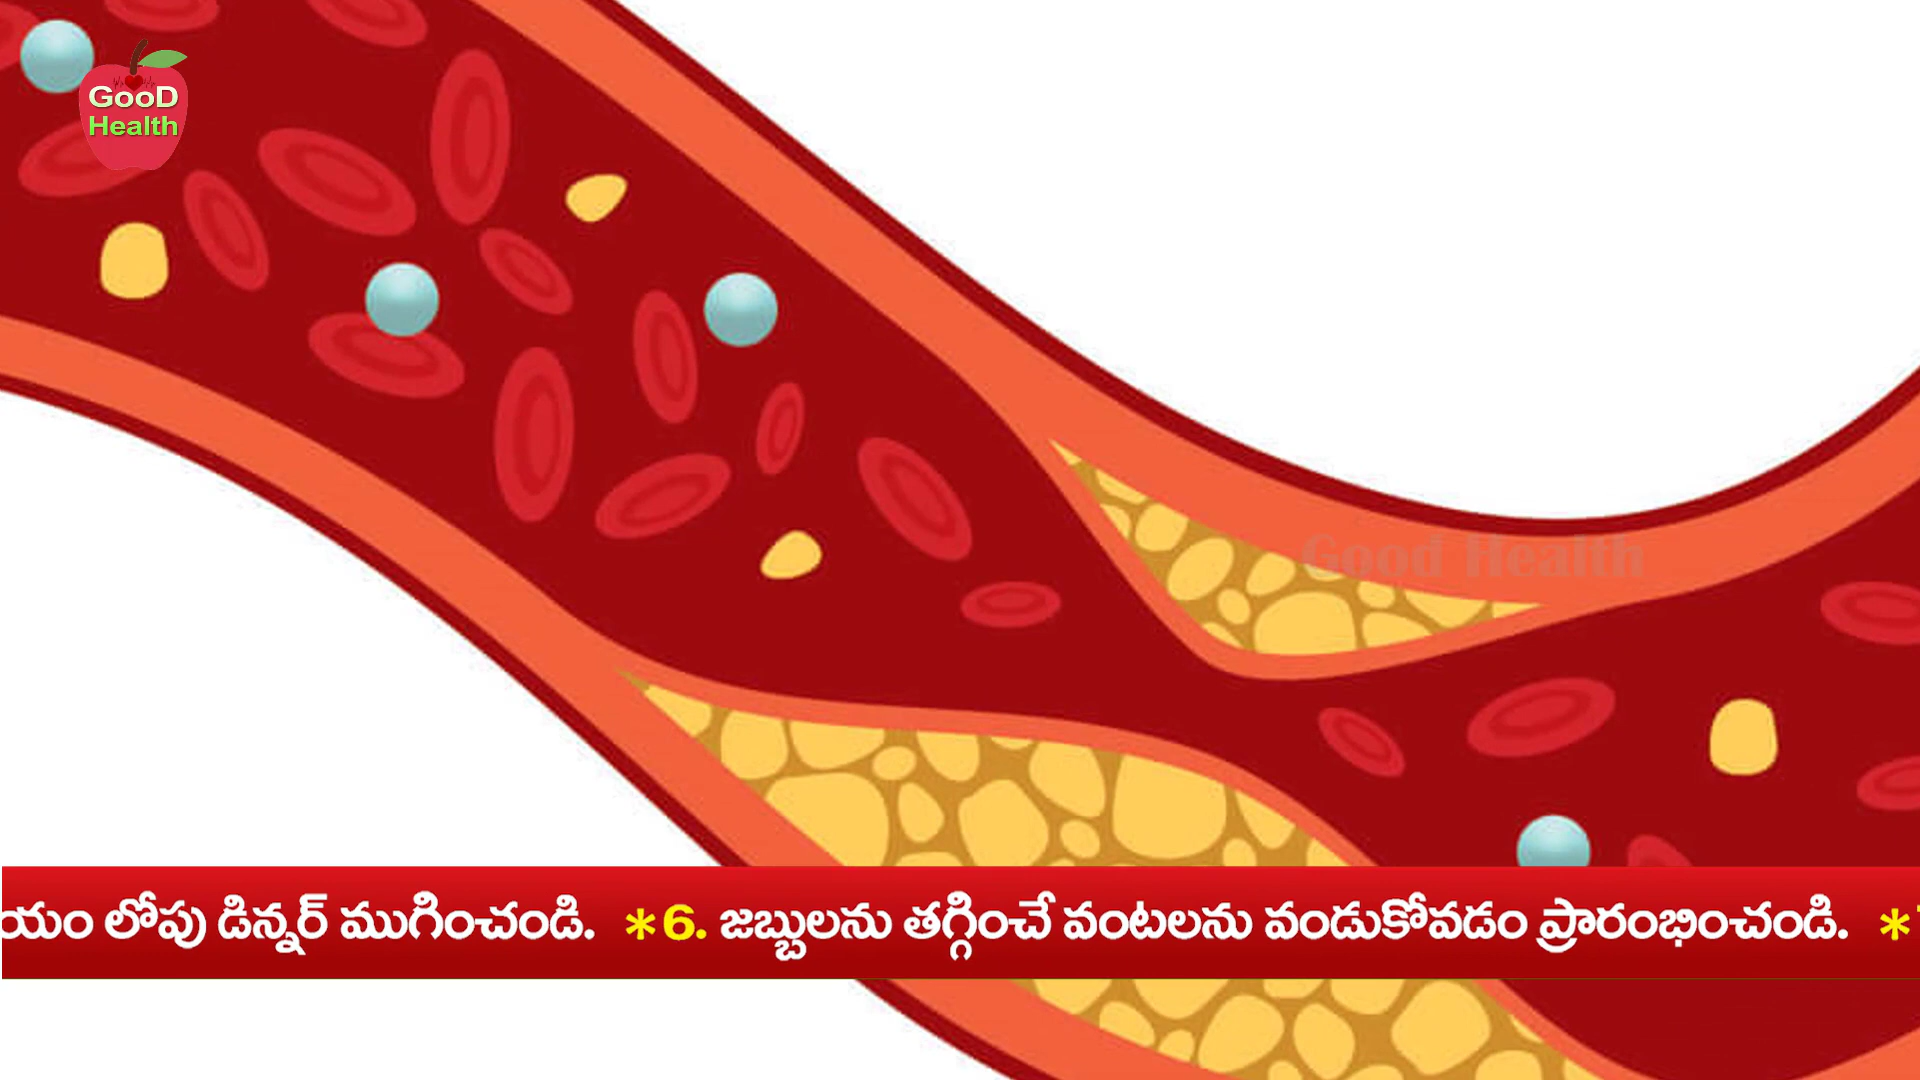 GooD
Health
Good Health
యం లోపు డిన్నర్ ముగించండి. *6. జబ్బులను తగ్గించే వంటలను వండుకోవడం ప్రారంభించండి. *